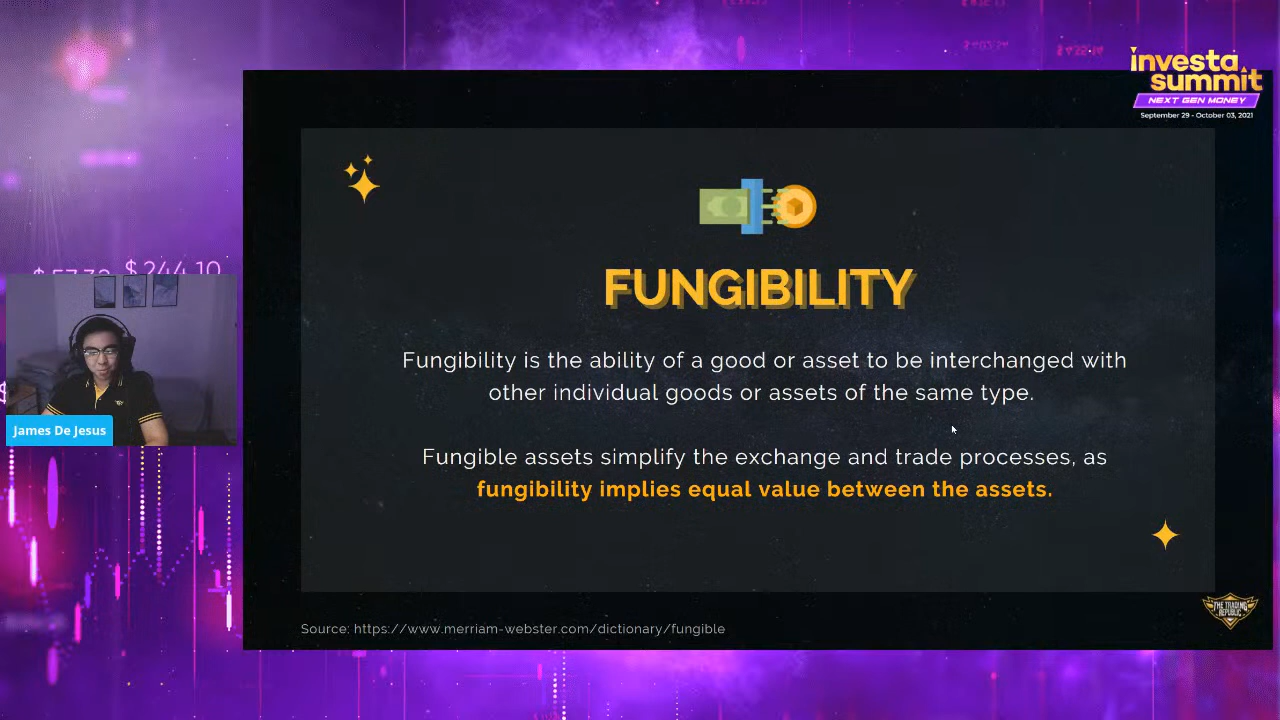 investa
summit
NEXT GEN MONEY
September 29 - October 03, 2021
$244.10
FUNGIBILITY
Fungibility is the ability of a good or asset to be interchanged with
other individual goods or assets of the same type.
Fungible assets simplify the exchange and trade processes, as
fungibility implies equal value between the assets.
James De Jesus
THE TRADING
REPUBLIC
Source: https://www.merriam-webster.com/dictionary/fungible